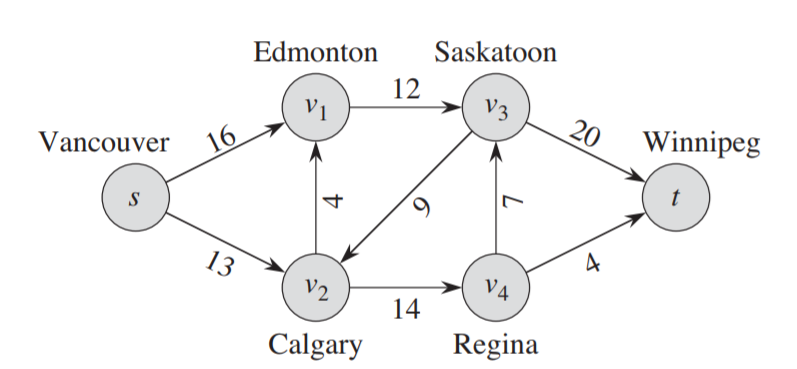 Edmonton
Saskatoon
12
v1
v3
16
20
Vancouver
Winnipeg
s
4
9
7
t
13
4
v2
v4
14
Calgary
Regina